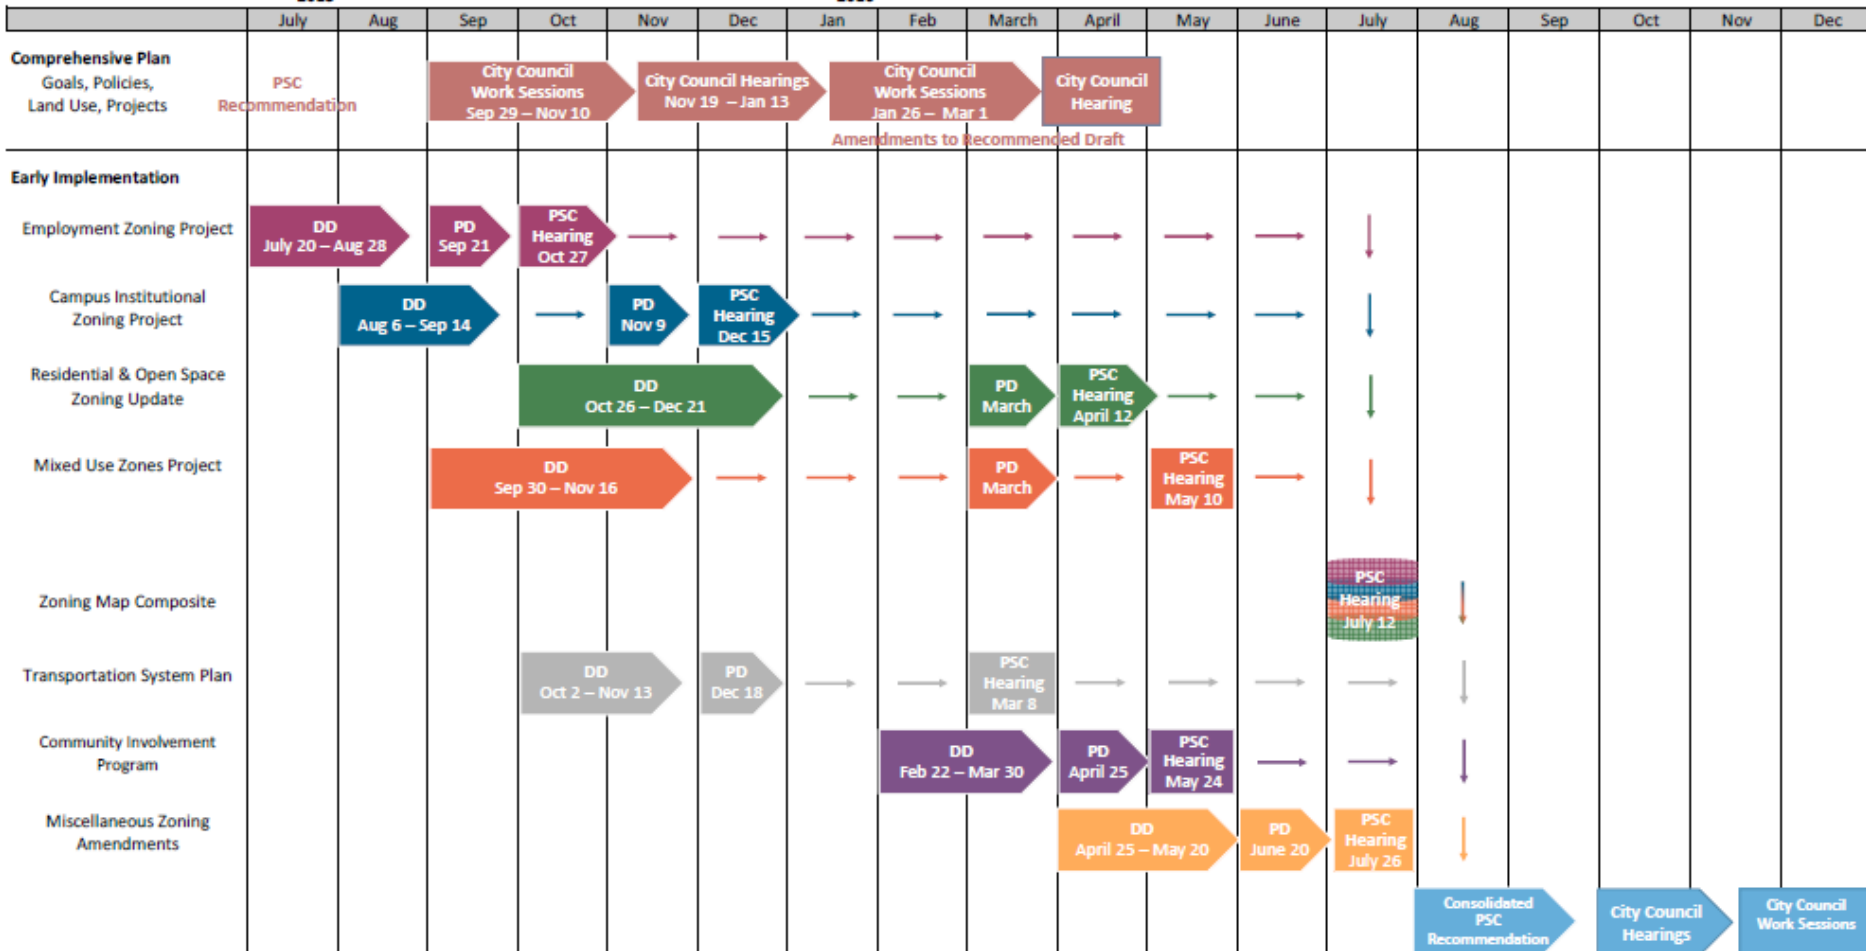 July Aug Sep Oct Nov Dec Jan Feb March April May June July Aug Sep Oct Nov Dec
Comprehensive Plan
Goals, Policies,
Land Use, Projects
PSC
Recommendation
City Council
Work Sessions
Sep 29 – Nov 10
City Council Hearings
Nov 19 – Jan 13
City Council
Work Sessions
Jan 26 – Mar 1
City Council
Hearing
Amendments to Recommended Draft
Early Implementation
Employment Zoning Project
DD
July 20 – Aug 28
PD
Sep 21
PSC
Hearing
Oct 27
Campus Institutional
Zoning Project
DD
Aug 6 – Sep 14
PD
Nov 9
PSC
Hearing
Dec 15
Residential & Open Space
Zoning Update
DD
Oct 26 – Dec 21
PD
March
PSC
Hearing
April 12
Mixed Use Zones Project
DD
Sep 30 – Nov 16
PD
March
PSC
Hearing
May 10
Zoning Map Composite
PSC
Hearing
July 12
Transportation System Plan
DD
Oct 2 – Nov 13
PD
Dec 18
PSC
Hearing
Mar 8
Community Involvement
Program
DD
Feb 22 – Mar 30
PD
April 25
PSC
Hearing
May 24
Miscellaneous Zoning
Amendments
DD
April 25 – May 20
PD
June 20
PSC
Hearing
July 26
Consolidated
PSC
Recommendation
City Council
Hearings
City Council
Work Sessions